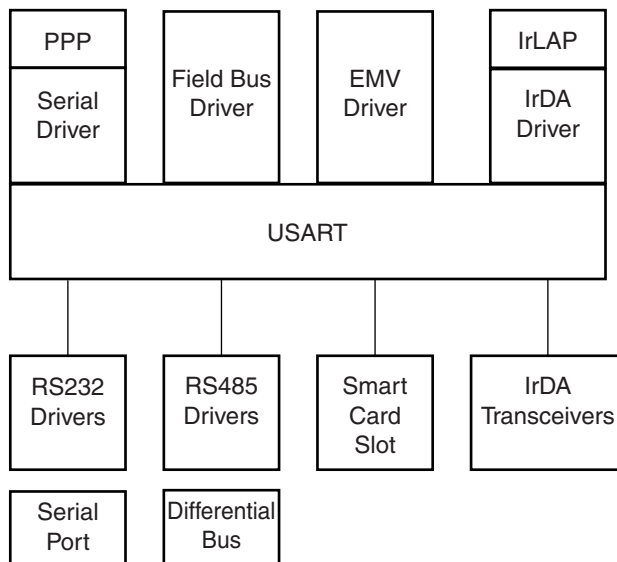 PPP
Serial
Driver
Field Bus
Driver
EMV
Driver
IrLAP
IrDA
Driver
USART
RS232
Drivers
RS485
Drivers
Smart
Card
Slot
IrDA
Transceivers
Serial
Port
Differential
Bus